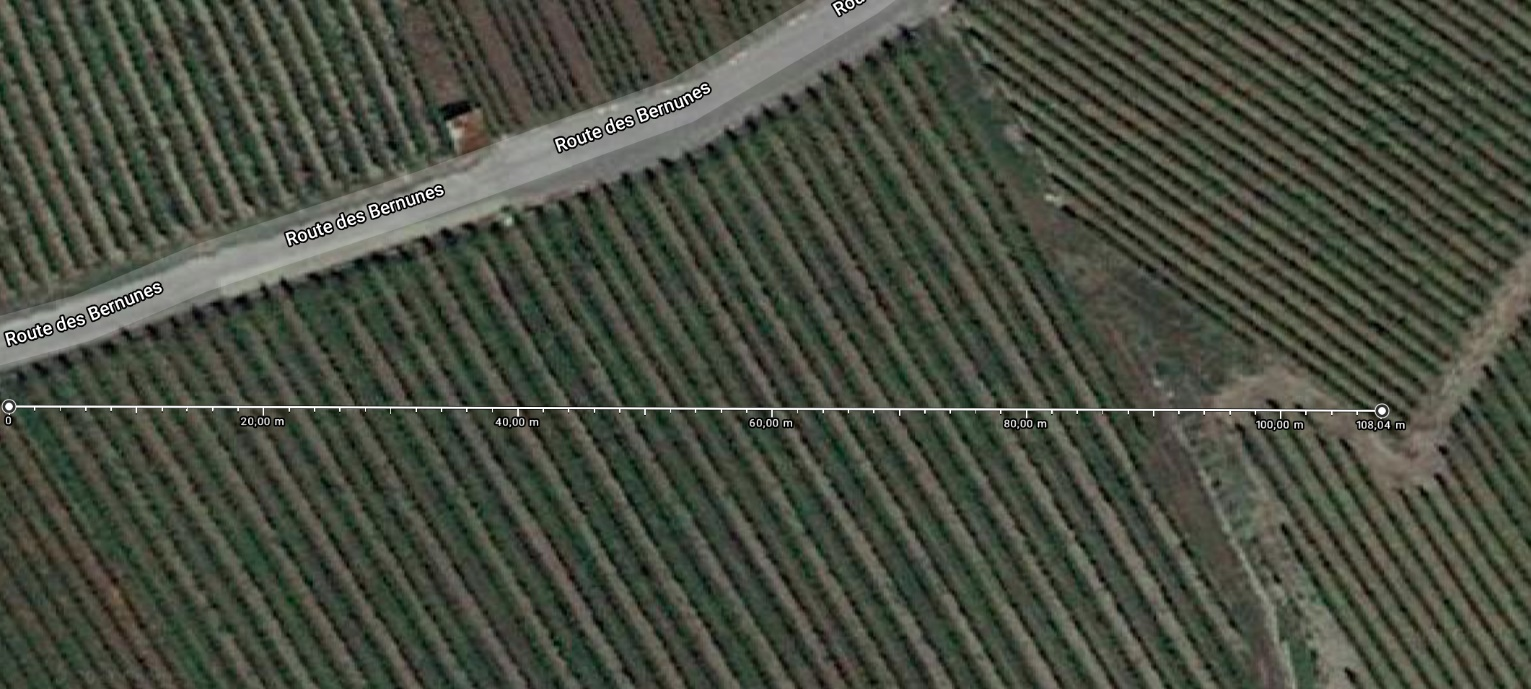 Rou
Route des Bernunes
Route des Bernunes
Route des Bernunes
0
20,00 m
40,00 m
60,00 m
80,00 m
100,00 m
108,04 m